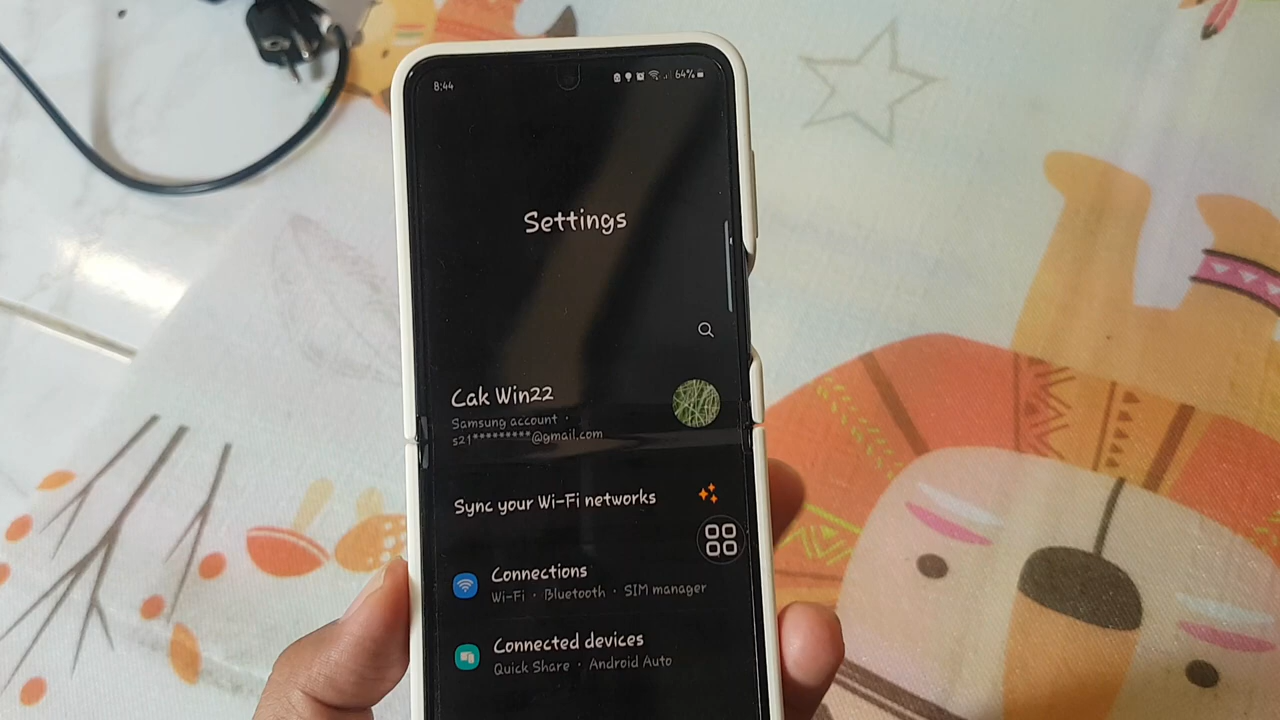 8:44
64%
Settings
Cak Win22
Samsung account ·
s21*********@gmail.com
Sync your Wi-Fi networks
Connections
Wi-Fi · Bluetooth · SIM manager
Connected devices
Quick Share · Android Auto